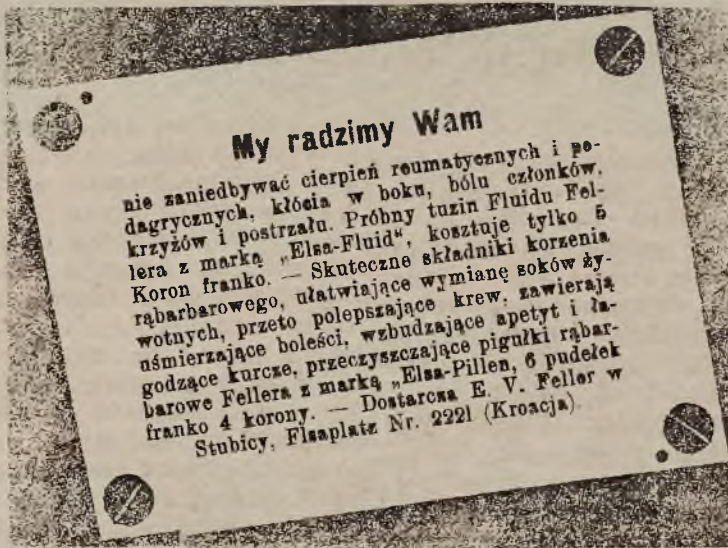 My radzimy Wam
nie zaniedbywać cierpień reumatycznych i po-
dagrycznych, kłócia w boku, bólu członków,
krzyżów i postrzału. Próbny tuzin Fluidu Fel-
lera z marką „Elsa-Fluid“, kosztuje tylko 5
Koron franko. — Skuteczne składniki korzenia
rąbarbarowego, ułatwiające wymianę soków ży-
wotnych, przeto polepszające krew, zawierają
uśmierzające boleści, wzbudzające apetyt i ła-
godzące kurcze, przeczyszczające pigułki rąbar-
barowe Fellera z marką „Elsa-Pillen, 6 pudełek
franko 4 korony. — Dostarcza E. V. Feller w
Stubicy, Elsaplatz Nr. 222l (Kroacja)